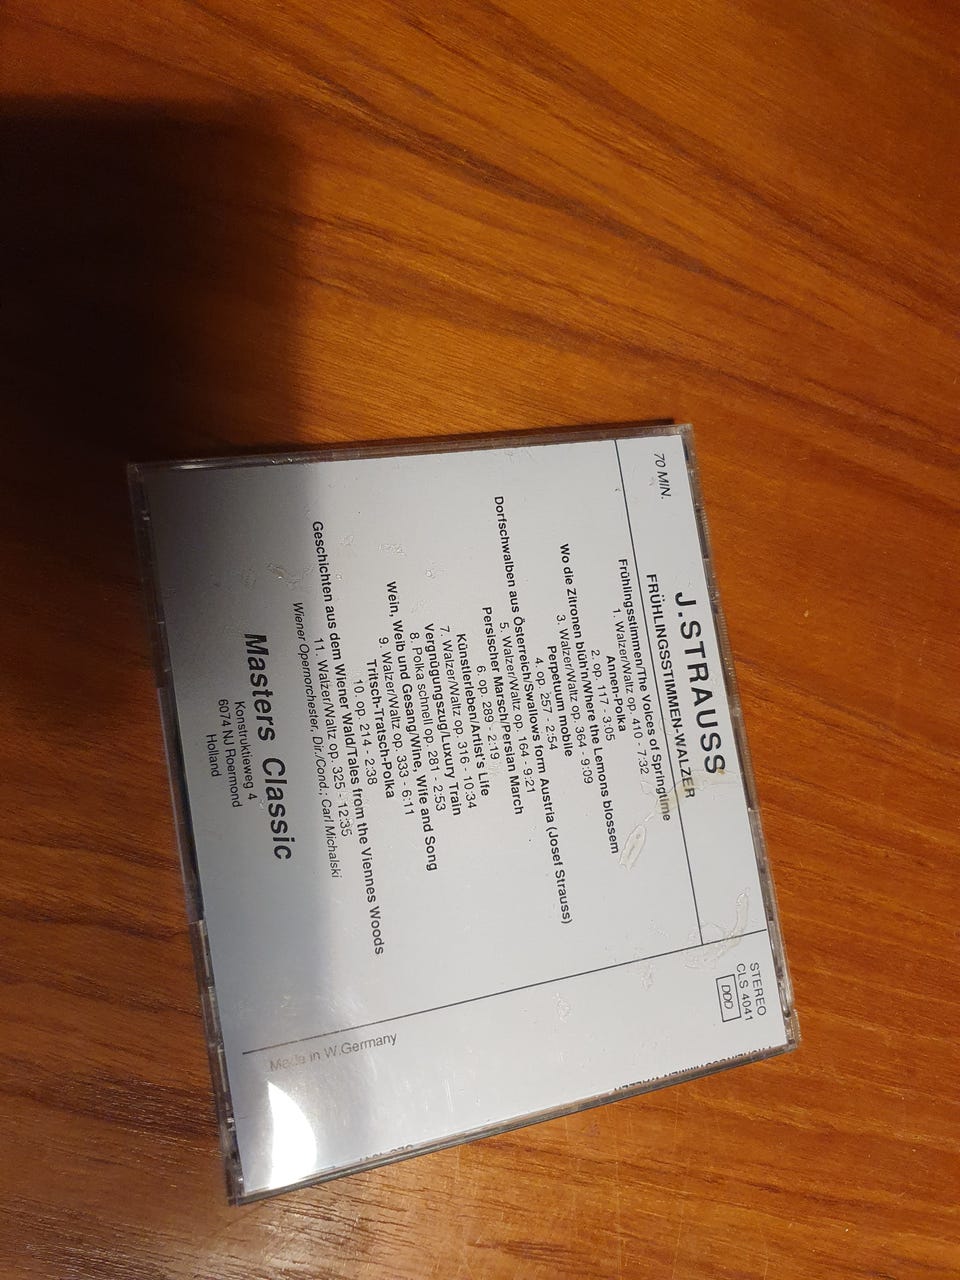 70 MIN.
J.STRAUSS
FRÜHLINGSSTIMMEN-WALZER
STEREO
CLS 4041
DDD
Frühlingsstimmen/The Voices of Springtime
1. Walzer/Waltz op. 410 - 7:32
Annen-Polka
2. op. 117 - 3:05
Wo die Zitronen blüh'n/Where the Lemons blossem
3. Walzer/Waltz op. 364 - 9:09
Perpetuum mobile
4. op. 257 - 2:54
Dorfschwalben aus Österreich/Swallows form Austria (Josef Strauss)
5. Walzer/Waltz op. 164 - 9:21
Persischer Marsch/Persian March
6. op. 289 - 2:19
Künstlerleben/Artist's Life
7. Walzer/Waltz op. 316 - 10:34
Vergnügungszug/Luxury Train
8. Polka schnell op. 281 - 2:53
Wein, Weib und Gesang/Wine, Wife and Song
9. Walzer/Waltz op. 333 - 6:11
Tritsch-Tratsch-Polka
10. op. 214 - 2:38
Geschichten aus dem Wiener Wald/Tales from the Viennes Woods
11. Walzer/Waltz op. 325 - 12:35
Wiener Opernorchester, Dir./Cond.: Carl Michalski
Masters Classic
Konstruktieweg 4
6074 NJ Roermond
Holland
Made in W.Germany